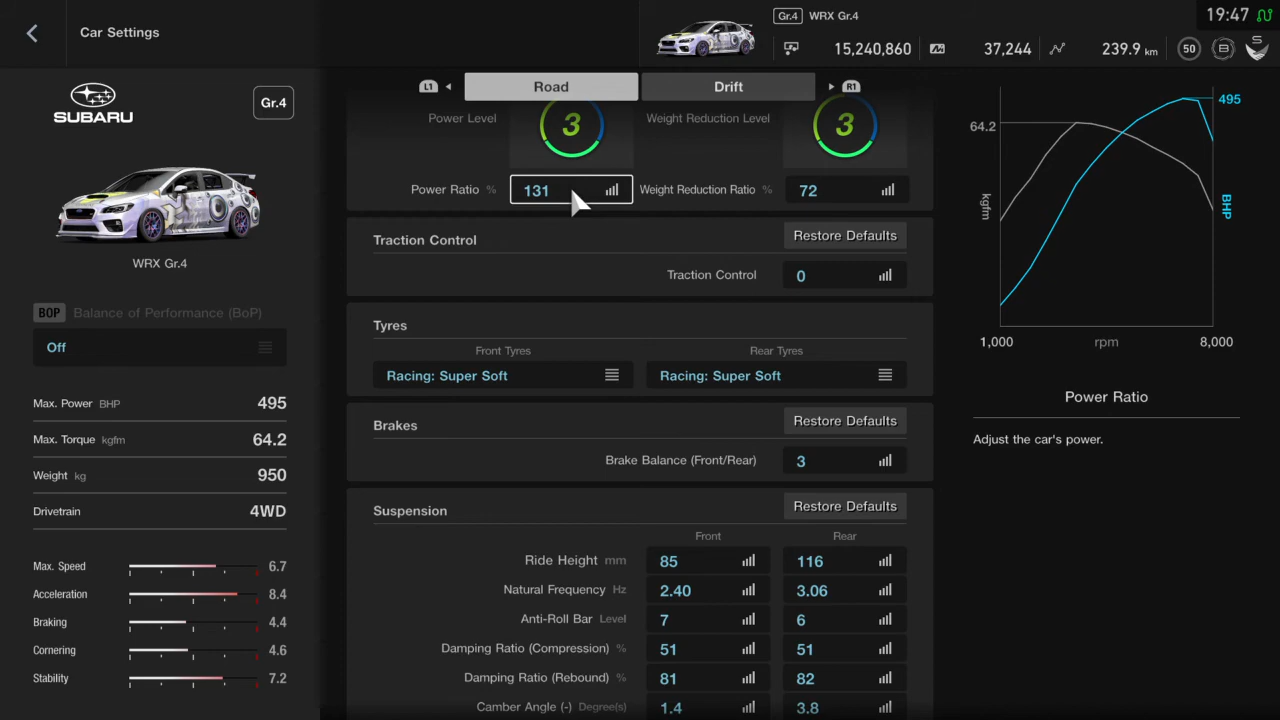 Car Settings
Gr.4 WRX Gr.4
19:47
15,240,860 37,244 239.9 km 50 B S
SUBARU
Gr.4
WRX Gr.4
BOP Balance of Performance (BoP)
Off
Max. Power BHP 495
Max. Torque kgfm 64.2
Weight kg 950
Drivetrain 4WD
Max. Speed 6.7
Acceleration 8.4
Braking 4.4
Cornering 4.6
Stability 7.2
L1 Road Drift R1
Power Level 3 Weight Reduction Level 3
Power Ratio % 131 Weight Reduction Ratio % 72
Traction Control Restore Defaults
Traction Control 0
Tyres
Front Tyres Rear Tyres
Racing: Super Soft Racing: Super Soft
Brakes Restore Defaults
Brake Balance (Front/Rear) 3
Suspension Restore Defaults
Front Rear
Ride Height mm 85 116
Natural Frequency Hz 2.40 3.06
Anti-Roll Bar Level 7 6
Damping Ratio (Compression) % 51 51
Damping Ratio (Rebound) % 81 82
Camber Angle (-) Degree(s) 1.4 3.8
495
64.2
kgfm
BHP
1,000 rpm 8,000
Power Ratio
Adjust the car's power.